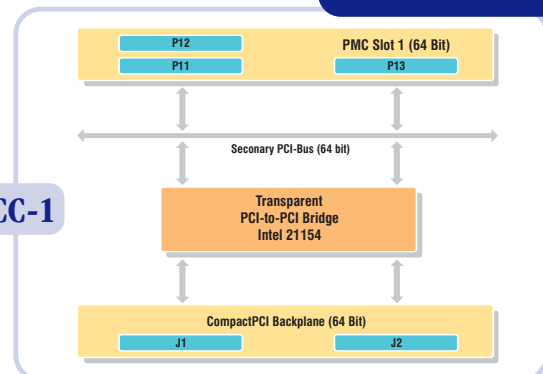 P12
PMC Slot 1 (64 Bit)
P11
P13
Seconary PCI-Bus (64 bit)
CC-1
Transparent
PCI-to-PCI Bridge
Intel 21154
CompactPCI Backplane (64 Bit)
J1
J2